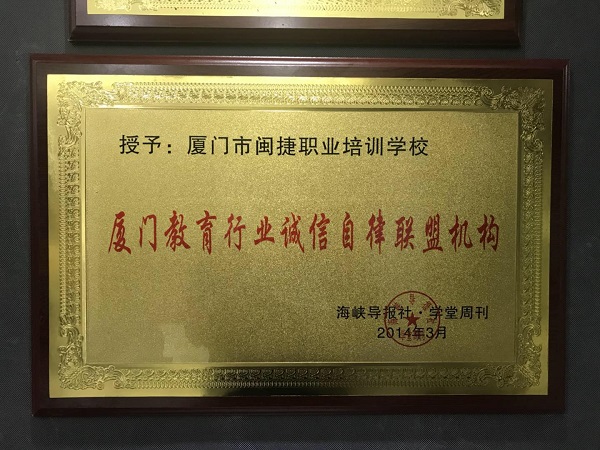 授予：厦门市闽捷职业培训学校
厦门教育行业诚信自律联盟机构
海峡导报社·学堂周刊
2014年3月